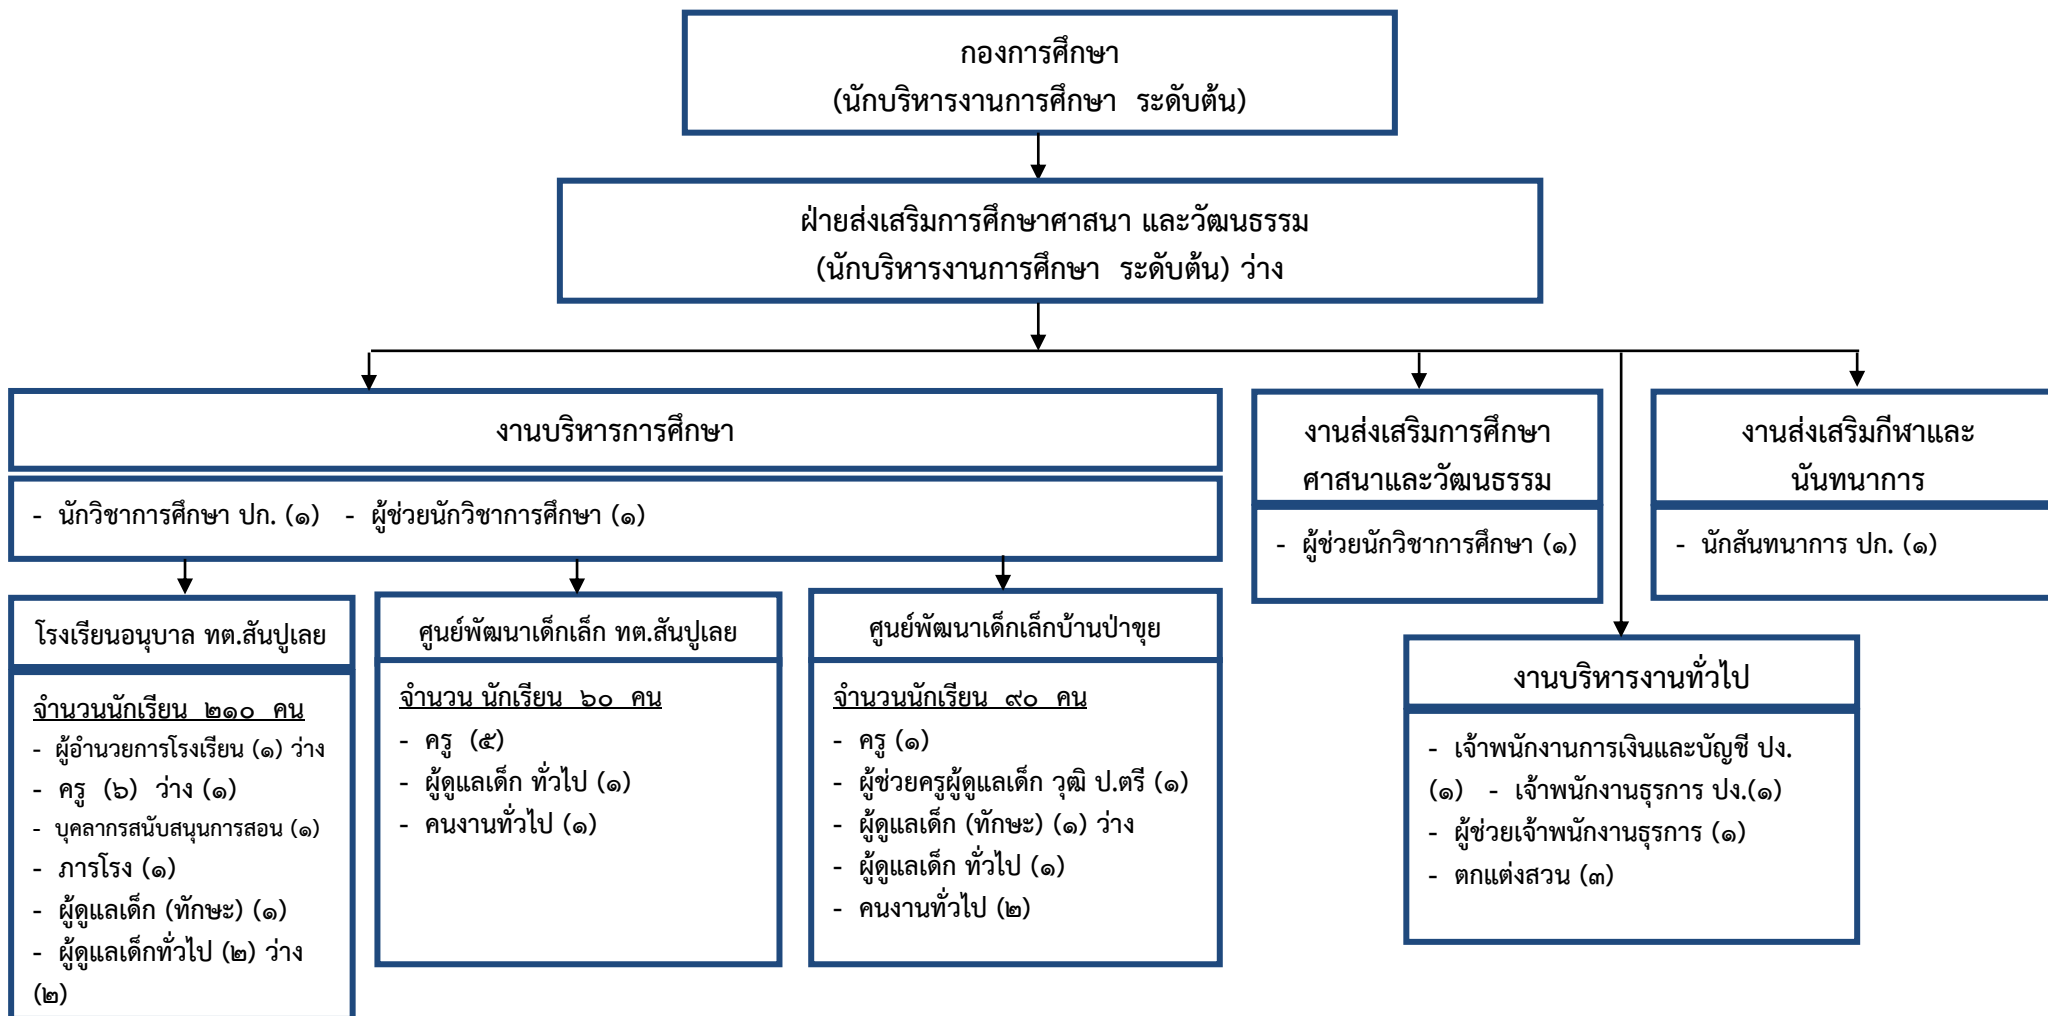 กองการศึกษา
(นักบริหารงานการศึกษา ระดับต้น)
ฝ่ายส่งเสริมการศึกษาศาสนา และวัฒนธรรม
(นักบริหารงานการศึกษา ระดับต้น) ว่าง
งานบริหารการศึกษา
- นักวิชาการศึกษา ปก. (๑) - ผู้ช่วยนักวิชาการศึกษา (๑)
งานส่งเสริมการศึกษา
ศาสนาและวัฒนธรรม
- ผู้ช่วยนักวิชาการศึกษา (๑)
งานส่งเสริมกีฬาและ
นันทนาการ
- นักสันทนาการ ปก. (๑)
โรงเรียนอนุบาล ทต.สันปูเลย
จำนวนนักเรียน ๒๑๐ คน
- ผู้อำนวยการโรงเรียน (๑) ว่าง
- ครู (๖) ว่าง (๑)
- บุคลากรสนับสนุนการสอน (๑)
- ภารโรง (๑)
- ผู้ดูแลเด็ก (ทักษะ) (๑)
- ผู้ดูแลเด็กทั่วไป (๒) ว่าง
(๒)
ศูนย์พัฒนาเด็กเล็ก ทต.สันปูเลย
จำนวน นักเรียน ๖๐ คน
- ครู (๕)
- ผู้ดูแลเด็ก ทั่วไป (๑)
- คนงานทั่วไป (๑)
ศูนย์พัฒนาเด็กเล็กบ้านป่าขุย
จำนวนนักเรียน ๙๐ คน
- ครู (๑)
- ผู้ช่วยครูผู้ดูแลเด็ก วุฒิ ป.ตรี (๑)
- ผู้ดูแลเด็ก (ทักษะ) (๑) ว่าง
- ผู้ดูแลเด็ก ทั่วไป (๑)
- คนงานทั่วไป (๒)
งานบริหารงานทั่วไป
- เจ้าพนักงานการเงินและบัญชี ปง.
(๑) - เจ้าพนักงานธุรการ ปง.(๑)
- ผู้ช่วยเจ้าพนักงานธุรการ (๑)
- ตกแต่งสวน (๓)